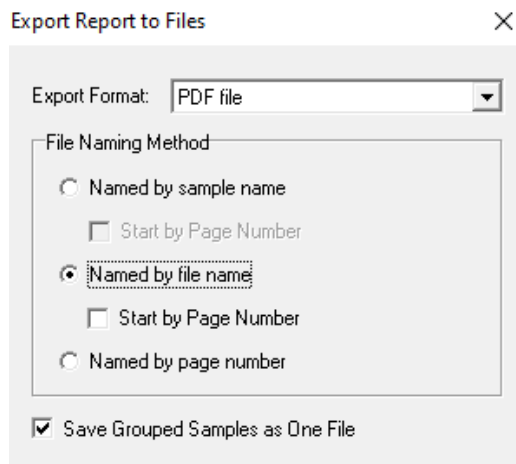 Export Report to Files
Export Format: PDF file
File Naming Method
Named by sample name
Start by Page Number
Named by file name
Start by Page Number
Named by page number
Save Grouped Samples as One File